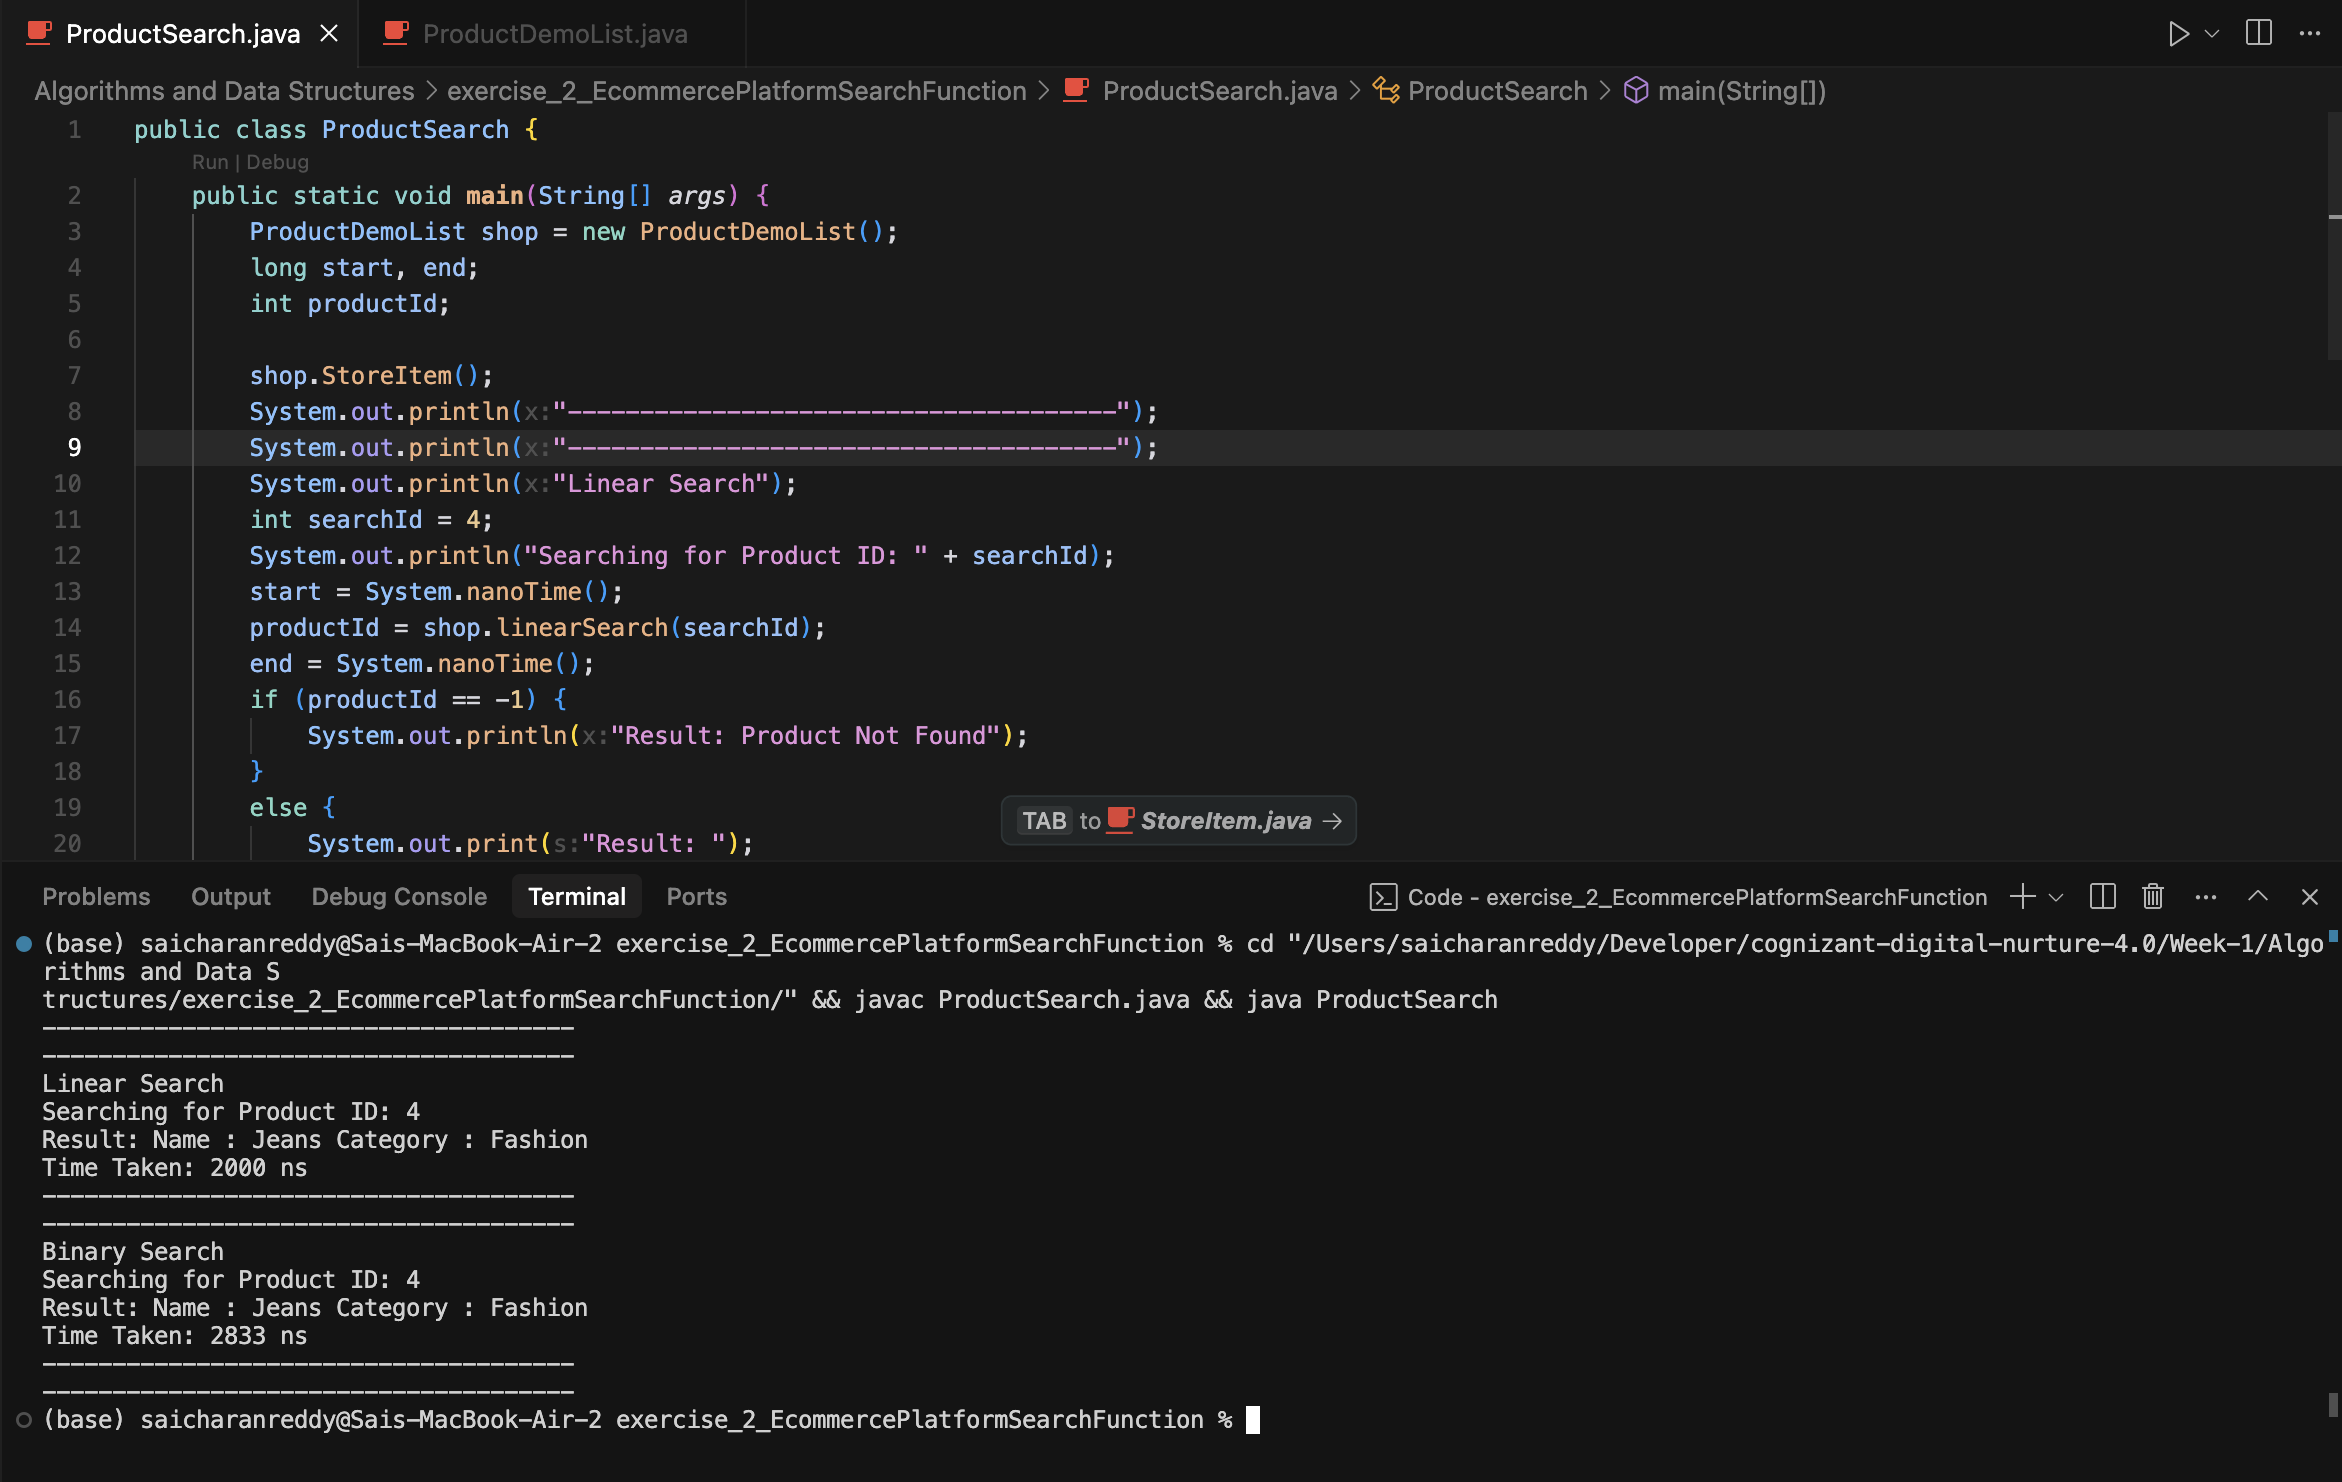 ProductSearch.java
ProductDemoList.java
Algorithms and Data Structures > exercise_2_EcommercePlatformSearchFunction > ProductSearch.java > ProductSearch > main(String[])
1 public class ProductSearch {
Run | Debug
2 public static void main(String[] args) {
3 ProductDemoList shop = new ProductDemoList();
4 long start, end;
5 int productId;
6
7 shop.StoreItem();
8 System.out.println(x:"--------------------------------------");
9 System.out.println(x:"--------------------------------------");
10 System.out.println(x:"Linear Search");
11 int searchId = 4;
12 System.out.println("Searching for Product ID: " + searchId);
13 start = System.nanoTime();
14 productId = shop.linearSearch(searchId);
15 end = System.nanoTime();
16 if (productId == -1) {
17 System.out.println(x:"Result: Product Not Found");
18 }
19 else {
TAB to StoreItem.java →
20 System.out.print(s:"Result: ");
Problems Output Debug Console Terminal Ports
Code - exercise_2_EcommercePlatformSearchFunction
(base) saicharanreddy@Sais-MacBook-Air-2 exercise_2_EcommercePlatformSearchFunction % cd "/Users/saicharanreddy/Developer/cognizant-digital-nurture-4.0/Week-1/Algo
rithms and Data S
tructures/exercise_2_EcommercePlatformSearchFunction/" && javac ProductSearch.java && java ProductSearch
--------------------------------------
--------------------------------------
Linear Search
Searching for Product ID: 4
Result: Name : Jeans Category : Fashion
Time Taken: 2000 ns
--------------------------------------
--------------------------------------
Binary Search
Searching for Product ID: 4
Result: Name : Jeans Category : Fashion
Time Taken: 2833 ns
--------------------------------------
--------------------------------------
(base) saicharanreddy@Sais-MacBook-Air-2 exercise_2_EcommercePlatformSearchFunction %